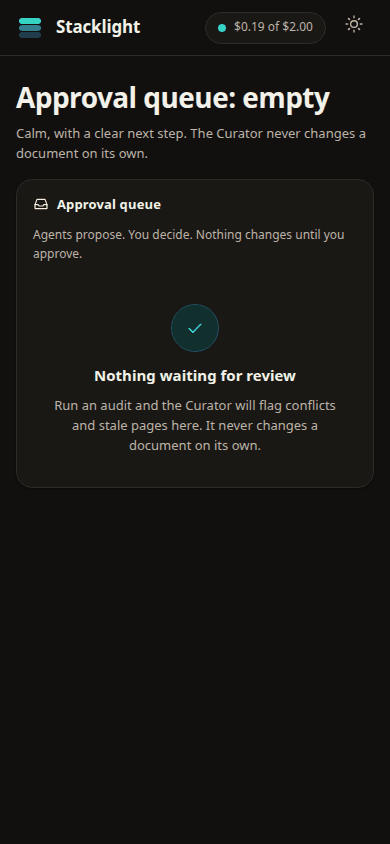 Stacklight
$0.19 of $2.00
Approval queue: empty
Calm, with a clear next step. The Curator never changes a
document on its own.
Approval queue
Agents propose. You decide. Nothing changes until you
approve.
Nothing waiting for review
Run an audit and the Curator will flag conflicts
and stale pages here. It never changes a
document on its own.